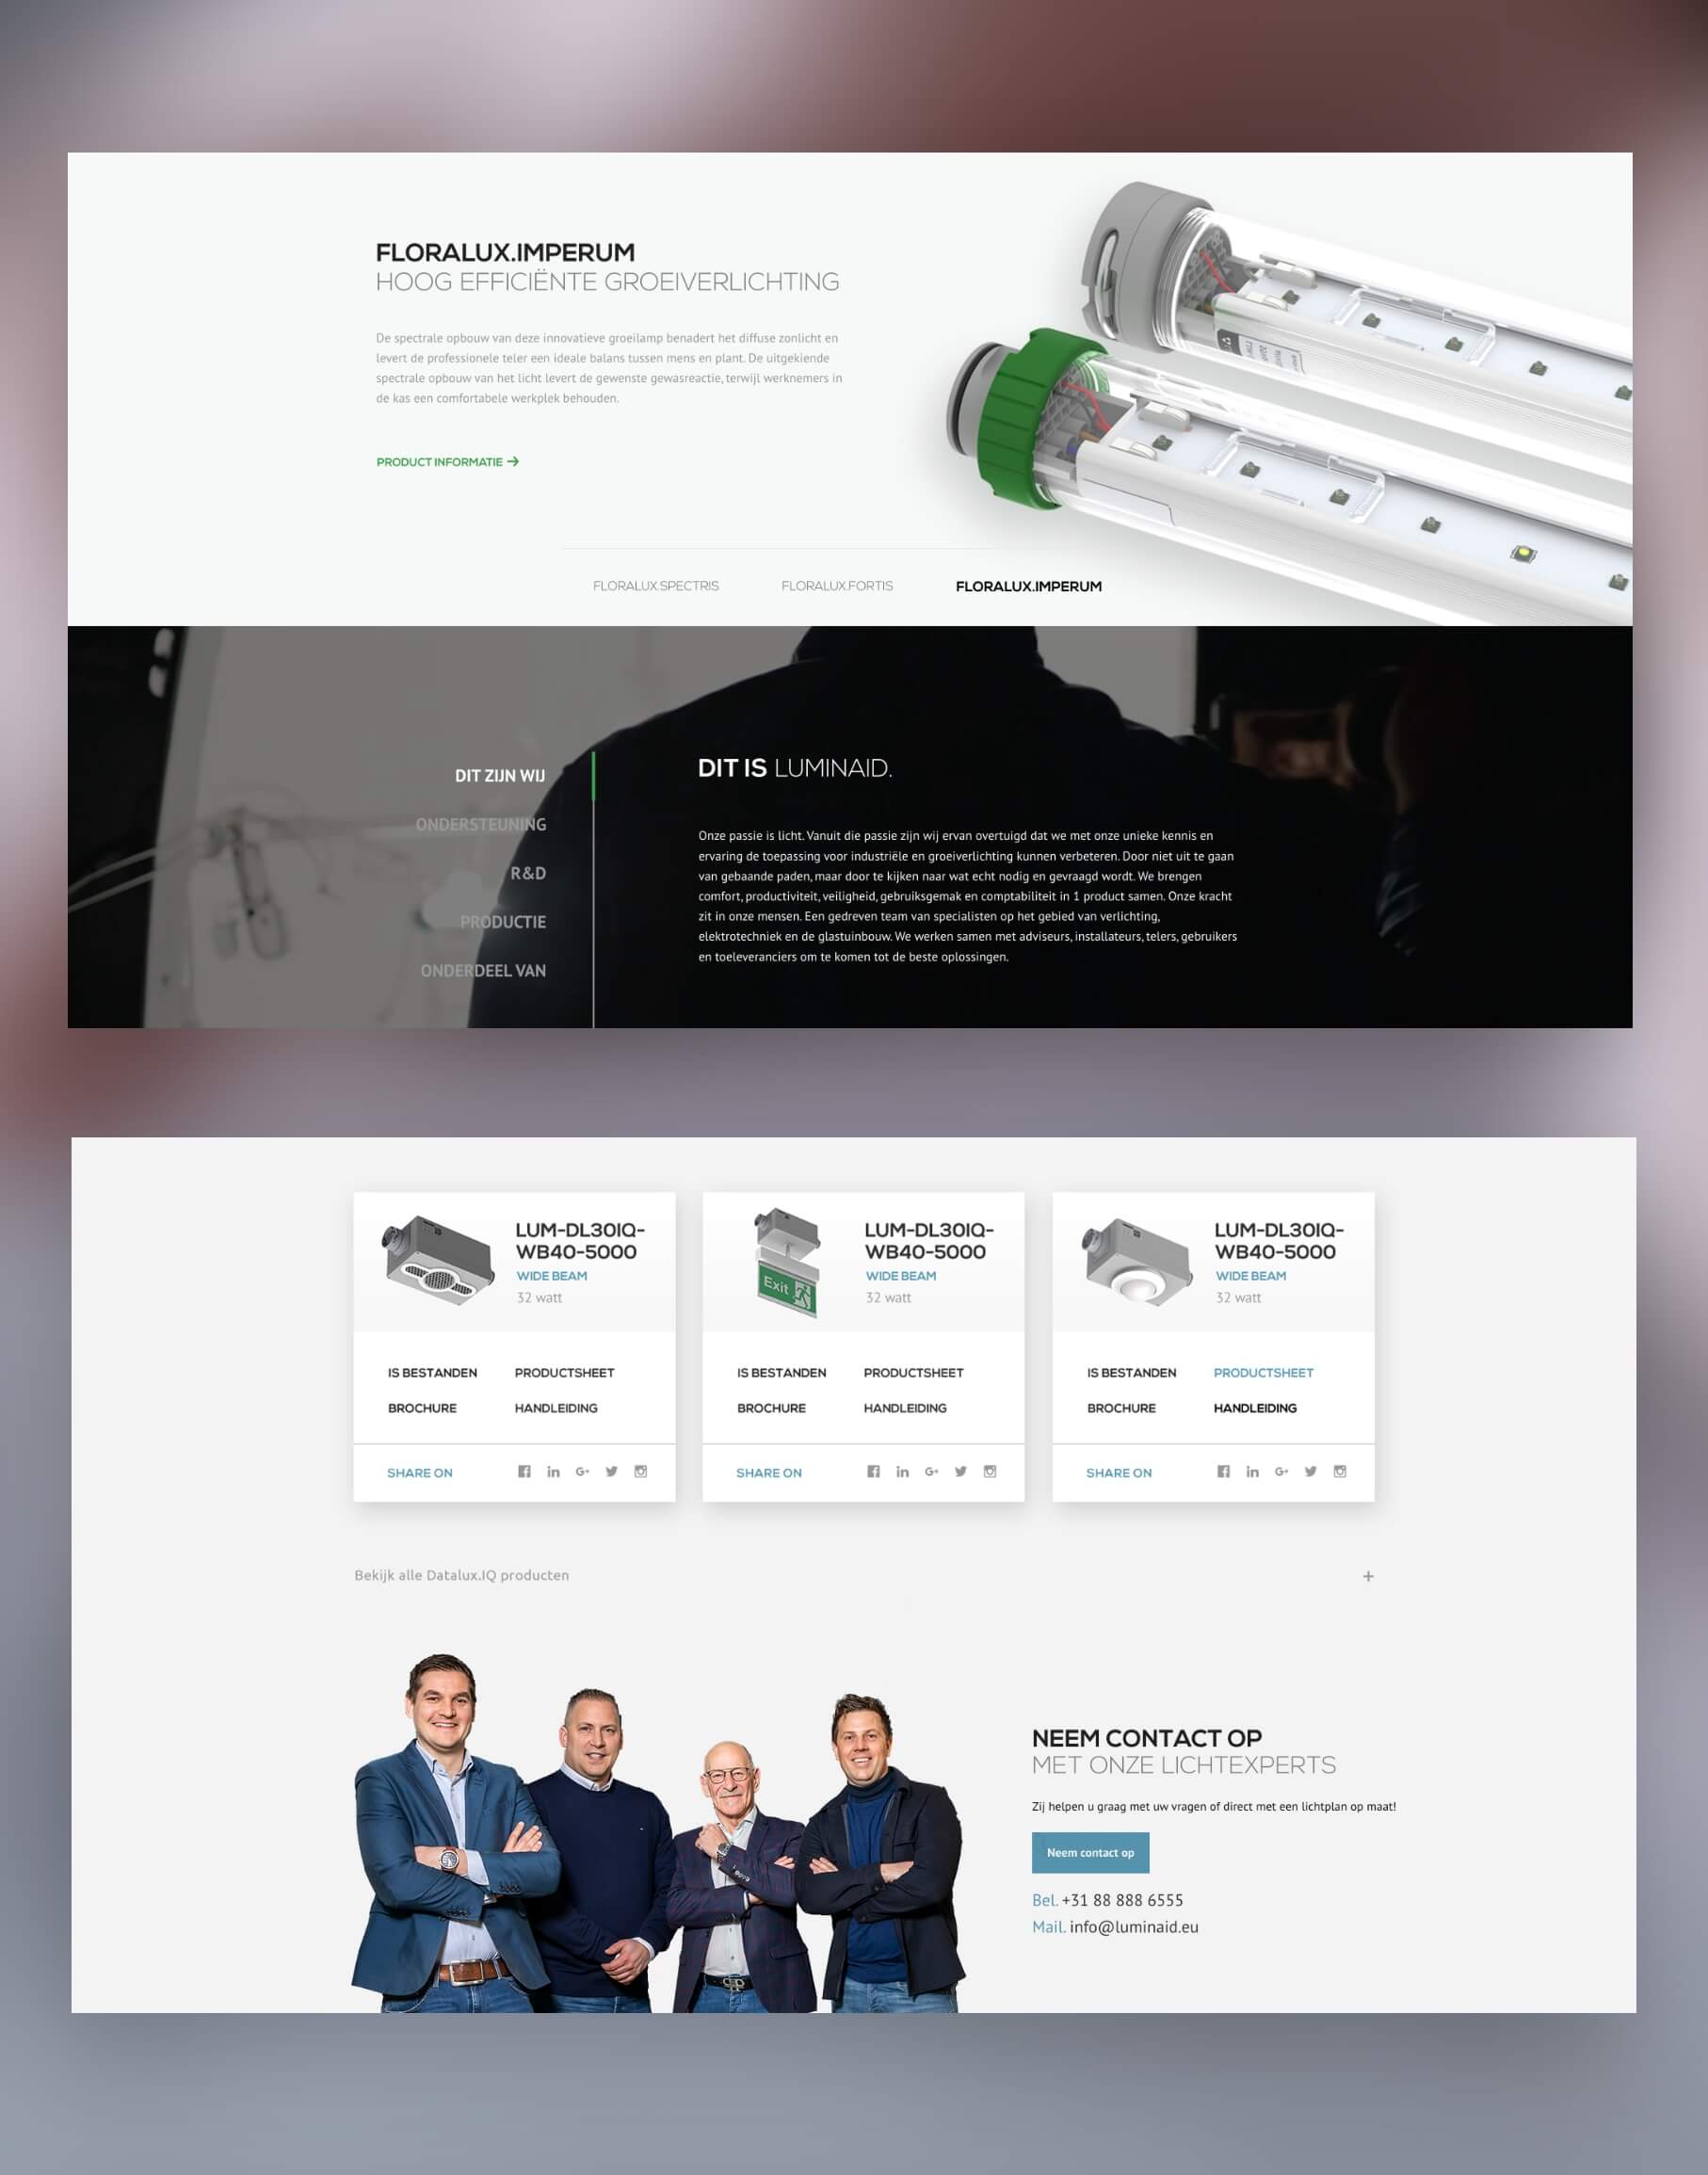 FLORALUX.IMPERUM
HOOG EFFICIËNTE GROEIVERLICHTING
De spectrale opbouw van deze innovatieve groeilamp benadert het diffuse zonlicht en
levert de professionele teler een ideale balans tussen mens en plant. De uitgekiende
spectrale opbouw van het licht levert de gewenste gewasreactie, terwijl werknemers in
de kas een comfortabele werkplek behouden.
PRODUCT INFORMATIE
FLORALUX.SPECTRIS
FLORALUX.FORTIS
FLORALUX.IMPERUM
DIT ZIJN WIJ
ONDERSTEUNING
R&D
PRODUCTIE
ONDERDEEL VAN
DIT IS LUMINAID.
Onze passie is licht. Vanuit die passie zijn wij ervan overtuigd dat we met onze unieke kennis en
ervaring de toepassing voor industriële en groeiverlichting kunnen verbeteren. Door niet uit te gaan
van gebaande paden, maar door te kijken naar wat echt nodig en gevraagd wordt. We brengen
comfort, productiviteit, veiligheid, gebruiksgemak en comptabiliteit in 1 product samen. Onze kracht
zit in onze mensen. Een gedreven team van specialisten op het gebied van verlichting,
elektrotechniek en de glastuinbouw. We werken samen met adviseurs, installateurs, telers, gebruikers
en toeleveranciers om te komen tot de beste oplossingen.
LUM-DL30IQ-
WB40-5000
WIDE BEAM
32 watt
IS BESTANDEN PRODUCTSHEET
BROCHURE HANDLEIDING
SHARE ON
Exit
LUM-DL30IQ-
WB40-5000
WIDE BEAM
32 watt
IS BESTANDEN PRODUCTSHEET
BROCHURE HANDLEIDING
SHARE ON
LUM-DL30IQ-
WB40-5000
WIDE BEAM
32 watt
IS BESTANDEN PRODUCTSHEET
BROCHURE HANDLEIDING
SHARE ON
Bekijk alle Datalux.IQ producten +
NEEM CONTACT OP
MET ONZE LICHTEXPERTS
Zij helpen u graag met uw vragen of direct met een lichtplan op maat!
Neem contact op
Bel. +31 88 888 6555
Mail. info@luminaid.eu